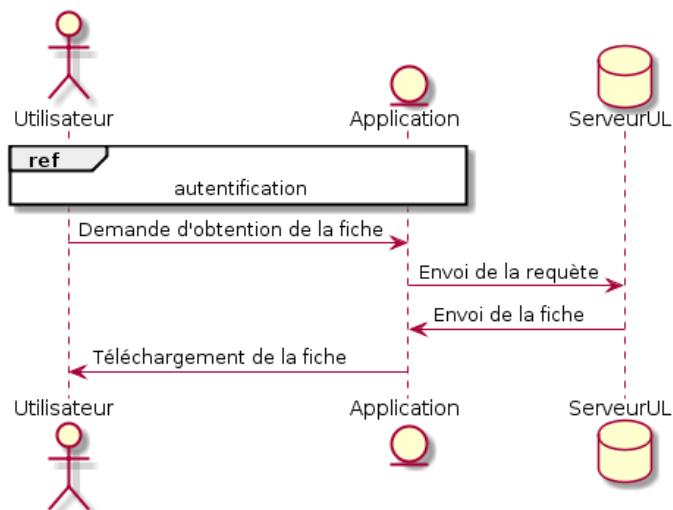 Utilisateur
Application
ServeurUL
ref
autentification
Demande d'obtention de la fiche
Envoi de la requète
Envoi de la fiche
Téléchargement de la fiche
Utilisateur
Application
ServeurUL